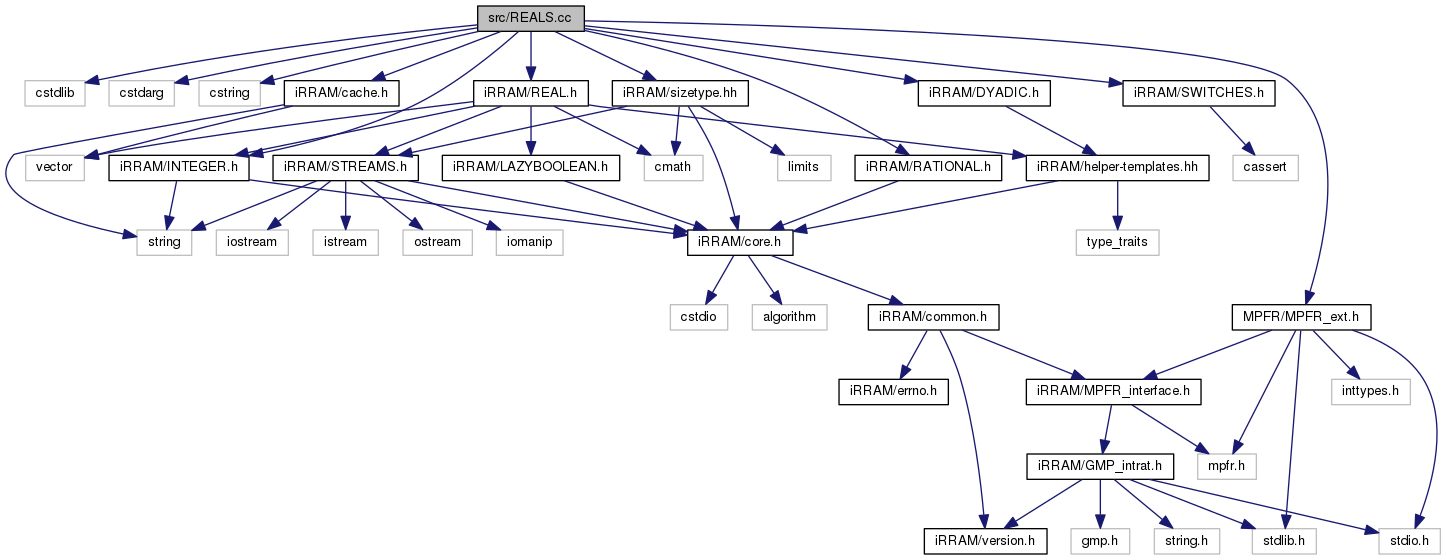 src/REALS.cc
cstdlib
cstdarg
cstring
iRRAM/cache.h
iRRAM/REAL.h
iRRAM/sizetype.hh
iRRAM/DYADIC.h
iRRAM/SWITCHES.h
vector
iRRAM/INTEGER.h
iRRAM/STREAMS.h
iRRAM/LAZYBOOLEAN.h
cmath
limits
iRRAM/RATIONAL.h
iRRAM/helper-templates.hh
cassert
string
iostream
istream
ostream
iomanip
iRRAM/core.h
type_traits
cstdio
algorithm
iRRAM/common.h
MPFR/MPFR_ext.h
iRRAM/errno.h
iRRAM/MPFR_interface.h
inttypes.h
iRRAM/GMP_intrat.h
mpfr.h
iRRAM/version.h
gmp.h
string.h
stdlib.h
stdio.h